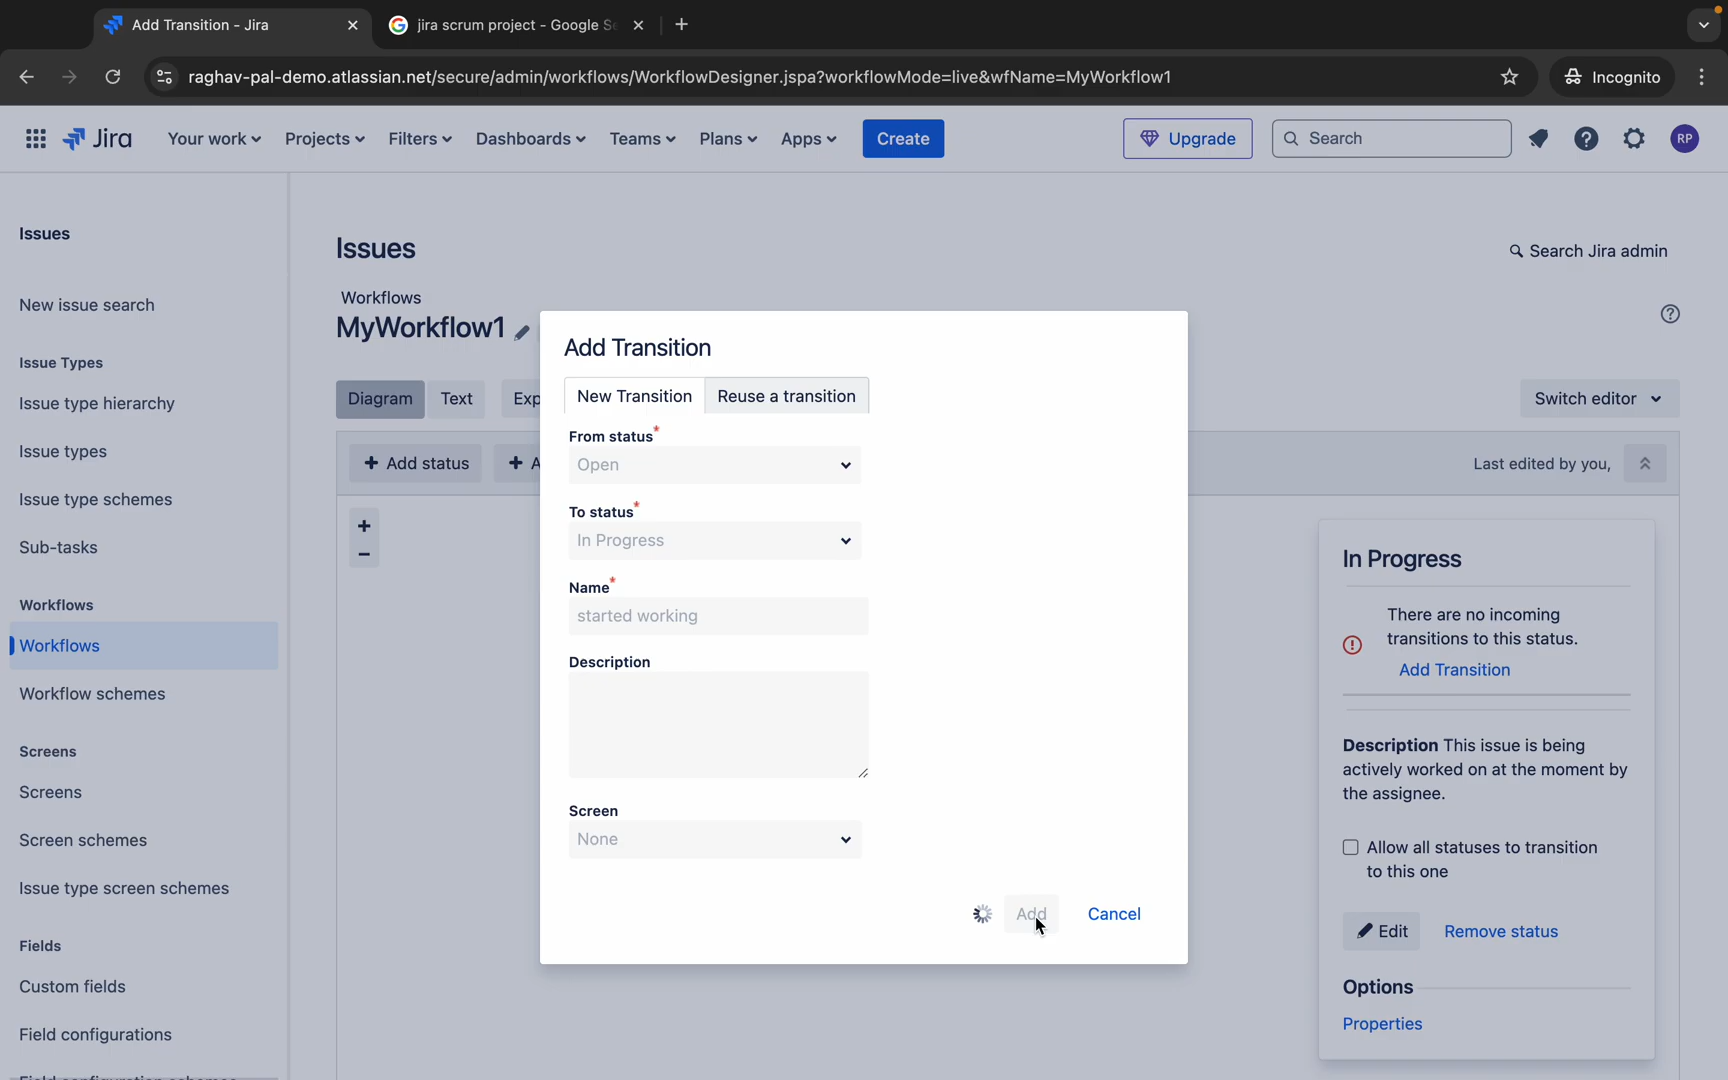 Add Transition - Jira
jira scrum project - Google Se
raghav-pal-demo.atlassian.net/secure/admin/workflows/WorkflowDesigner.jspa?workflowMode=live&wfName=MyWorkflow1
Incognito
Jira
Your work
Projects
Filters
Dashboards
Teams
Plans
Apps
Create
Upgrade
Search
RP
Issues
New issue search
Issue Types
Issue type hierarchy
Issue types
Issue type schemes
Sub-tasks
Workflows
Workflows
Workflow schemes
Screens
Screens
Screen schemes
Issue type screen schemes
Fields
Custom fields
Field configurations
Field configuration schemes
Issues
Search Jira admin
Workflows
MyWorkflow1
Diagram
Text
Exp
Switch editor
+ Add status
+ A
Last edited by you,
+
−
Add Transition
New Transition
Reuse a transition
From status*
Open
To status*
In Progress
Name*
started working
Description
Screen
None
Add
Cancel
In Progress
There are no incoming
transitions to this status.
Add Transition
Description This issue is being
actively worked on at the moment by
the assignee.
Allow all statuses to transition
to this one
Edit
Remove status
Options
Properties